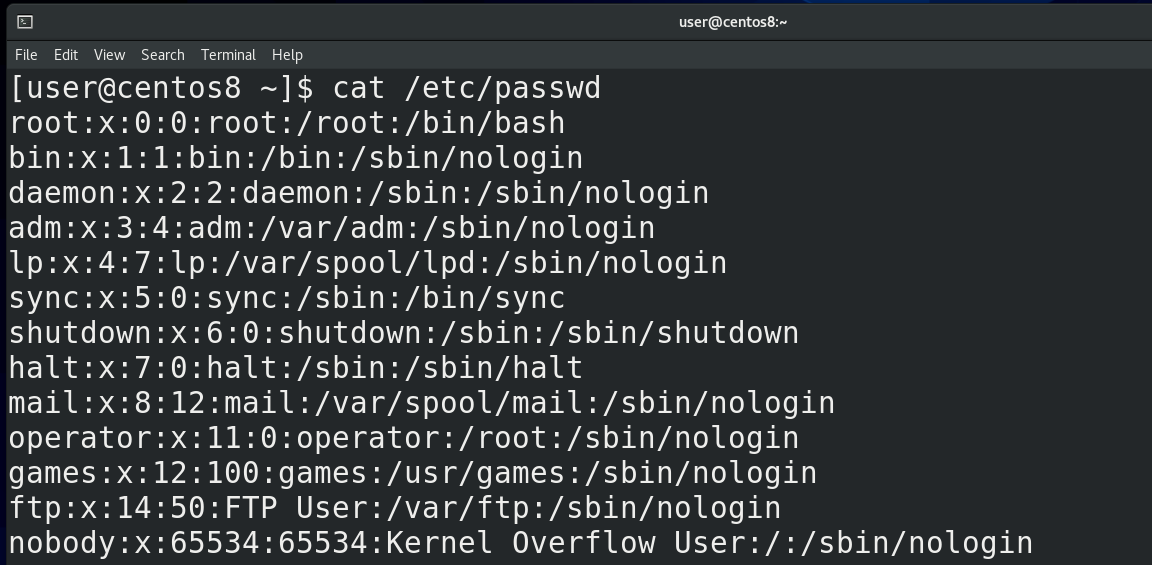 user@centos8:~
File Edit View Search Terminal Help
[user@centos8 ~]$ cat /etc/passwd
root:x:0:0:root:/root:/bin/bash
bin:x:1:1:bin:/bin:/sbin/nologin
daemon:x:2:2:daemon:/sbin:/sbin/nologin
adm:x:3:4:adm:/var/adm:/sbin/nologin
lp:x:4:7:lp:/var/spool/lpd:/sbin/nologin
sync:x:5:0:sync:/sbin:/bin/sync
shutdown:x:6:0:shutdown:/sbin:/sbin/shutdown
halt:x:7:0:halt:/sbin:/sbin/halt
mail:x:8:12:mail:/var/spool/mail:/sbin/nologin
operator:x:11:0:operator:/root:/sbin/nologin
games:x:12:100:games:/usr/games:/sbin/nologin
ftp:x:14:50:FTP User:/var/ftp:/sbin/nologin
nobody:x:65534:65534:Kernel Overflow User:/:/sbin/nologin